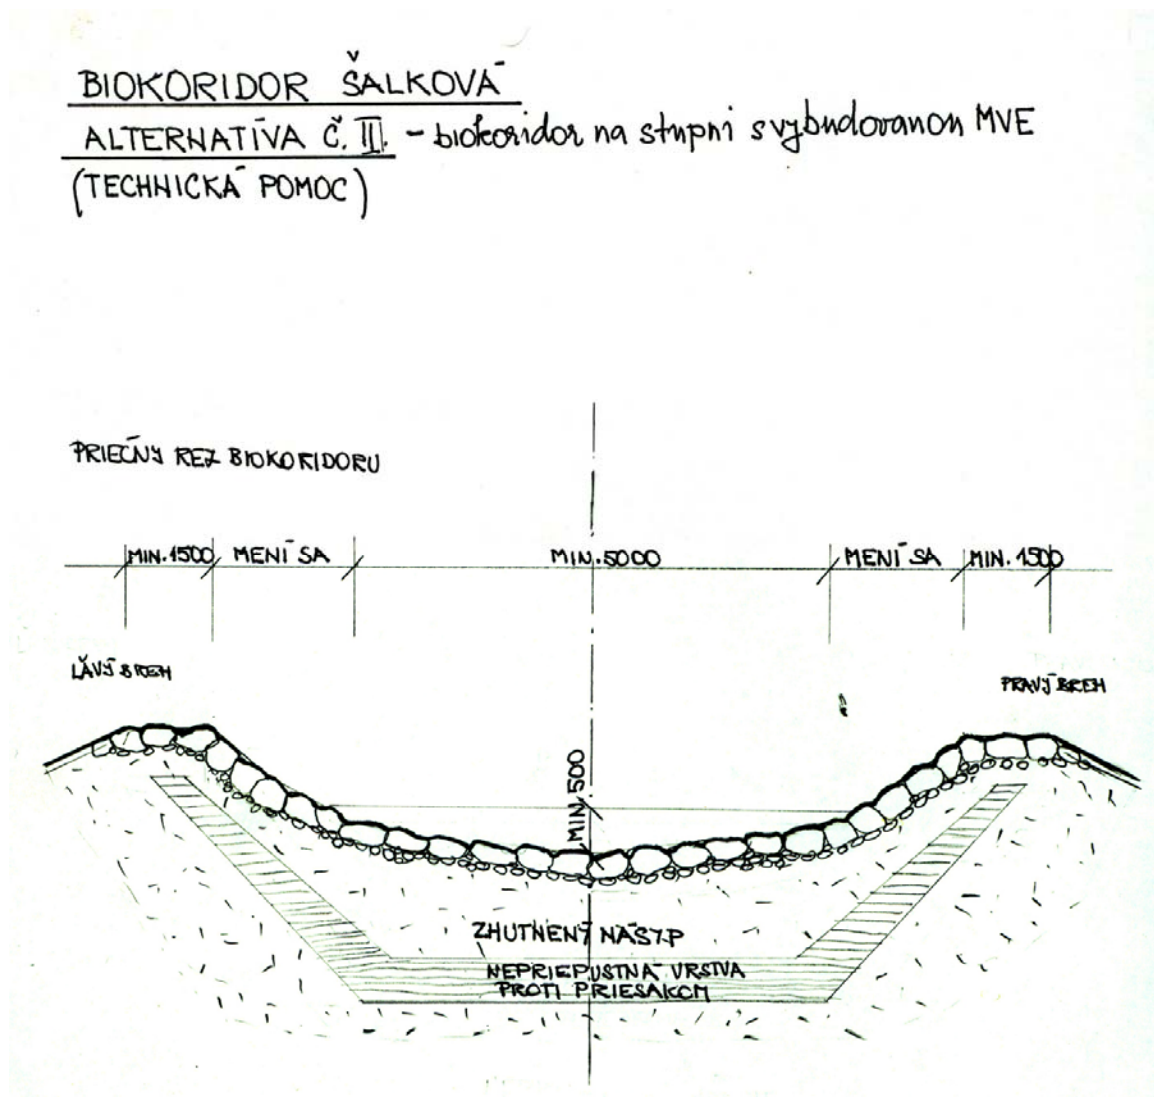 BIOKORIDOR ŠALKOVÁ
ALTERNATÍVA Č. II. - biokoridor na stupni s vybudovanou MVE
(TECHNICKÁ POMOC)
PRIEČNY REZ BIOKORIDORU
MIN. 1500 MENÍ SA MIN. 5000 MENÍ SA MIN. 1500
ĽAVÝ BREH
PRAVÝ BREH
MIN 500
ZHUTNENÝ NÁSYP
NEPRIEPUSTNÁ VRSTVA
PROTI PRIESAKOM